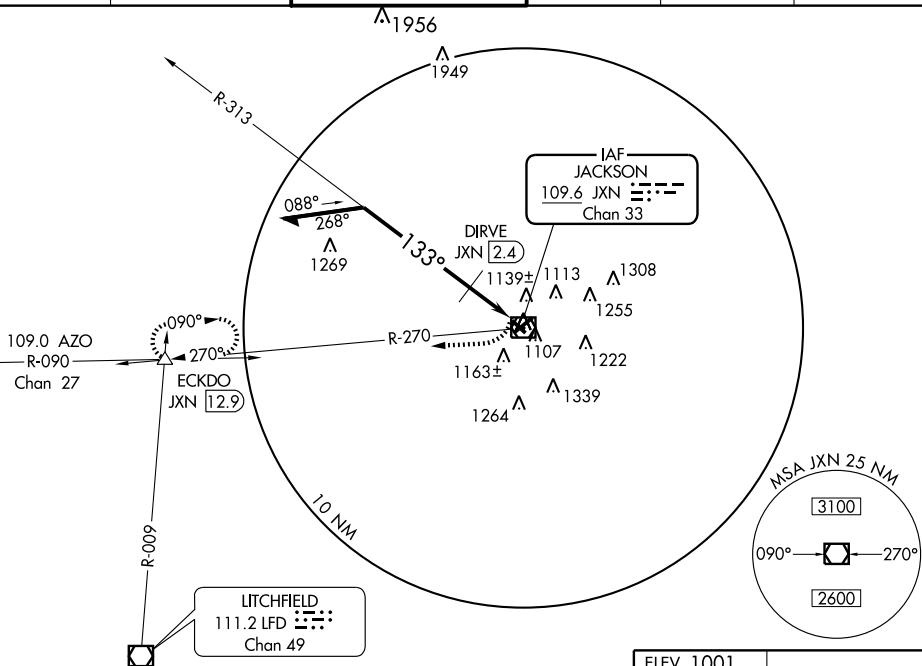 1956
1949
R-313
IAF
JACKSON
109.6 JXN
Chan 33
088°
268°
133°
DIRVE
JXN 2.4
1269
1139±
1113
1308
1255
109.0 AZO
R-090
Chan 27
090°
270°
R-270
1107
1222
1163±
ECKDO
JXN 12.9
1339
1264
10 NM
MSA JXN 25 NM
3100
090°
270°
2600
R-009
LITCHFIELD
111.2 LFD
Chan 49
ELEV 1001